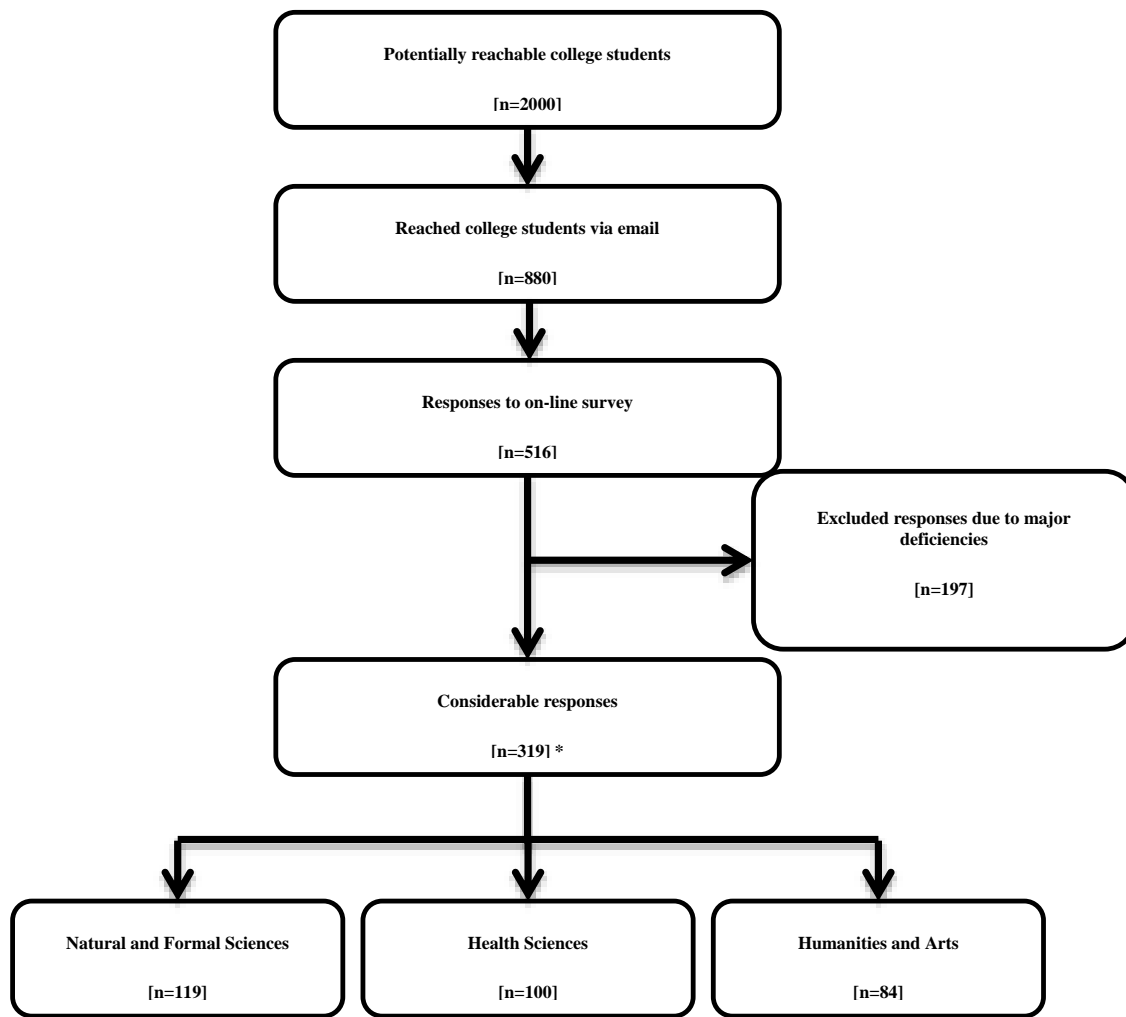 Potentially reachable college students
[n=2000]
Reached college students via email
[n=880]
Responses to on-line survey
[n=516]
Excluded responses due to major
deficiencies
[n=197]
Considerable responses
[n=319] *
Natural and Formal Sciences
[n=119]
Health Sciences
[n=100]
Humanities and Arts
[n=84]